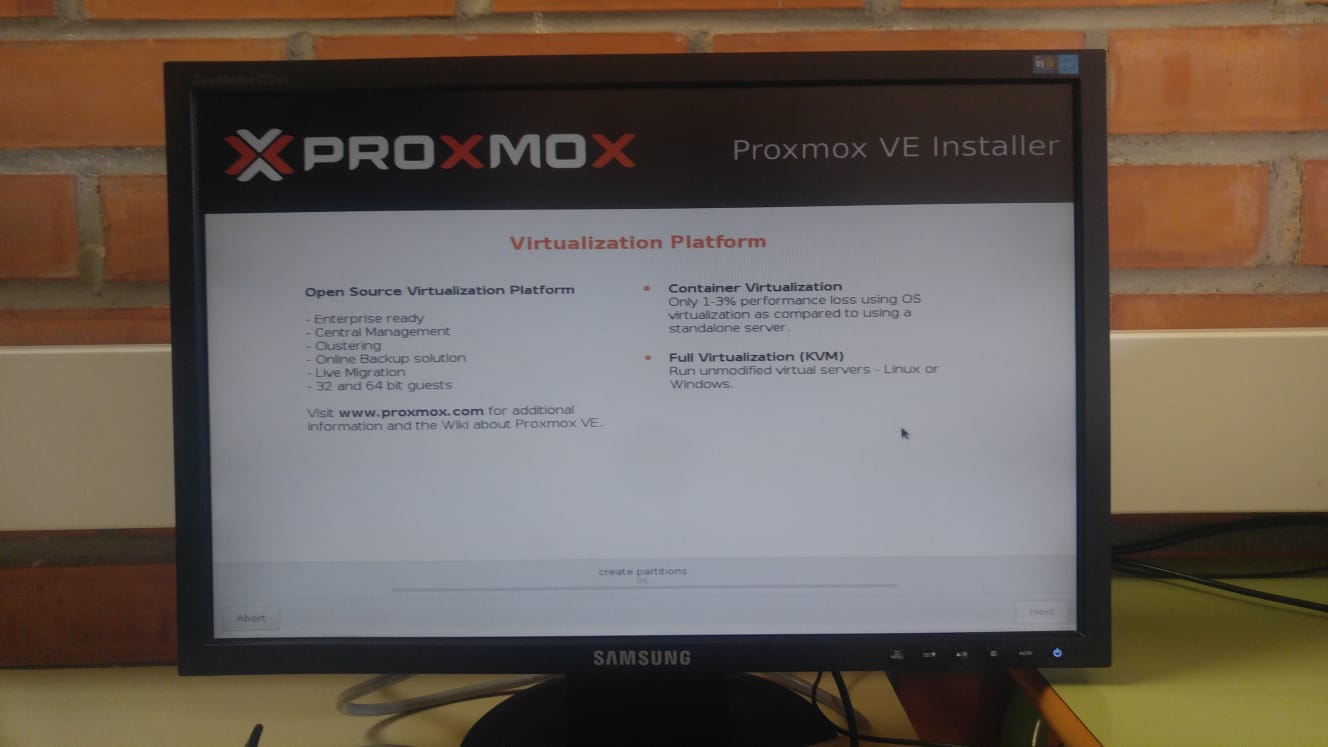 PROXMOX
Proxmox VE Installer
Virtualization Platform
Open Source Virtualization Platform
- Enterprise ready
- Central Management
- Clustering
- Online Backup solution
- Live Migration
- 32 and 64 bit guests
Visit www.proxmox.com for additional
information and the Wiki about Proxmox VE.
• Container Virtualization
Only 1-3% performance loss using OS
virtualization as compared to using a
standalone server.
• Full Virtualization (KVM)
Run unmodified virtual servers - Linux or
Windows.
create partitions
Abort
Next
SAMSUNG
AUTO